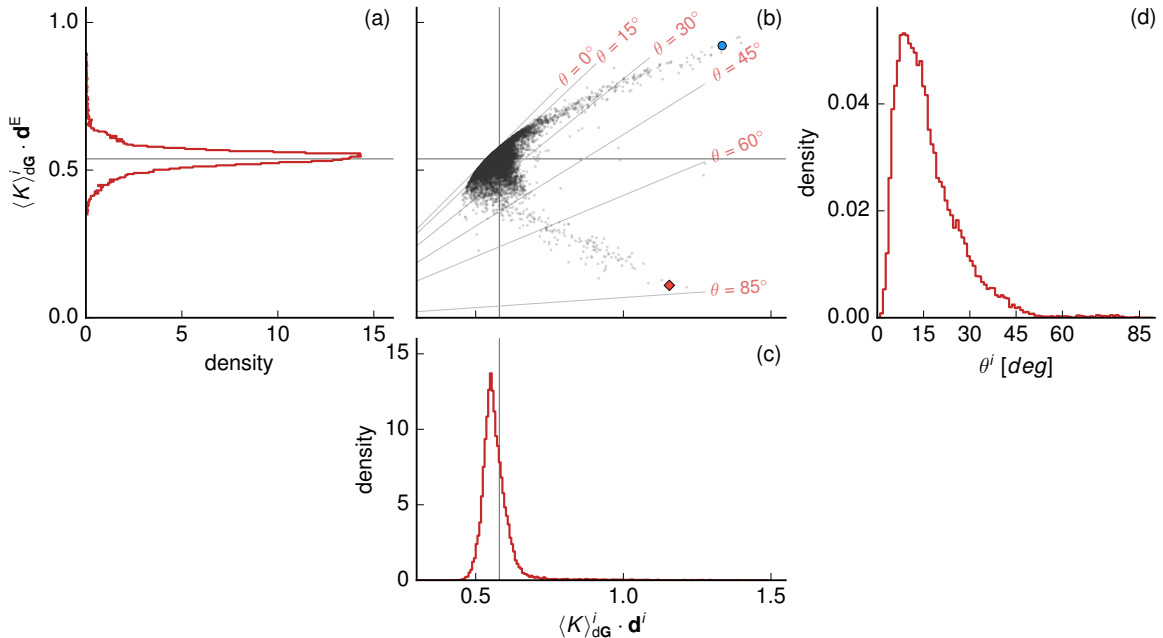 (a)
1.0
0.5
0.0
⟨K⟩ⁱ_dG · d^E
0 5 10 15
density
(b)
θ = 0°
θ = 15°
θ = 30°
θ = 45°
θ = 60°
θ = 85°
(d)
0.04
0.02
0.00
density
0 15 30 45 60 85
θⁱ [deg]
(c)
15
10
5
0
density
0.5 1.0 1.5
⟨K⟩ⁱ_dG · dⁱ